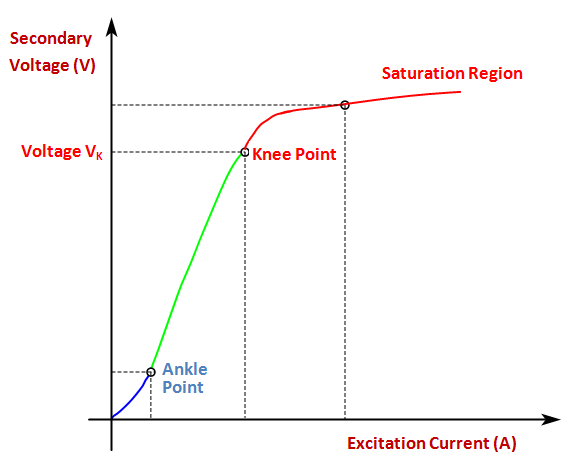 Secondary
Voltage (V)
Saturation Region
Voltage VK
Knee Point
Ankle
Point
Excitation Current (A)